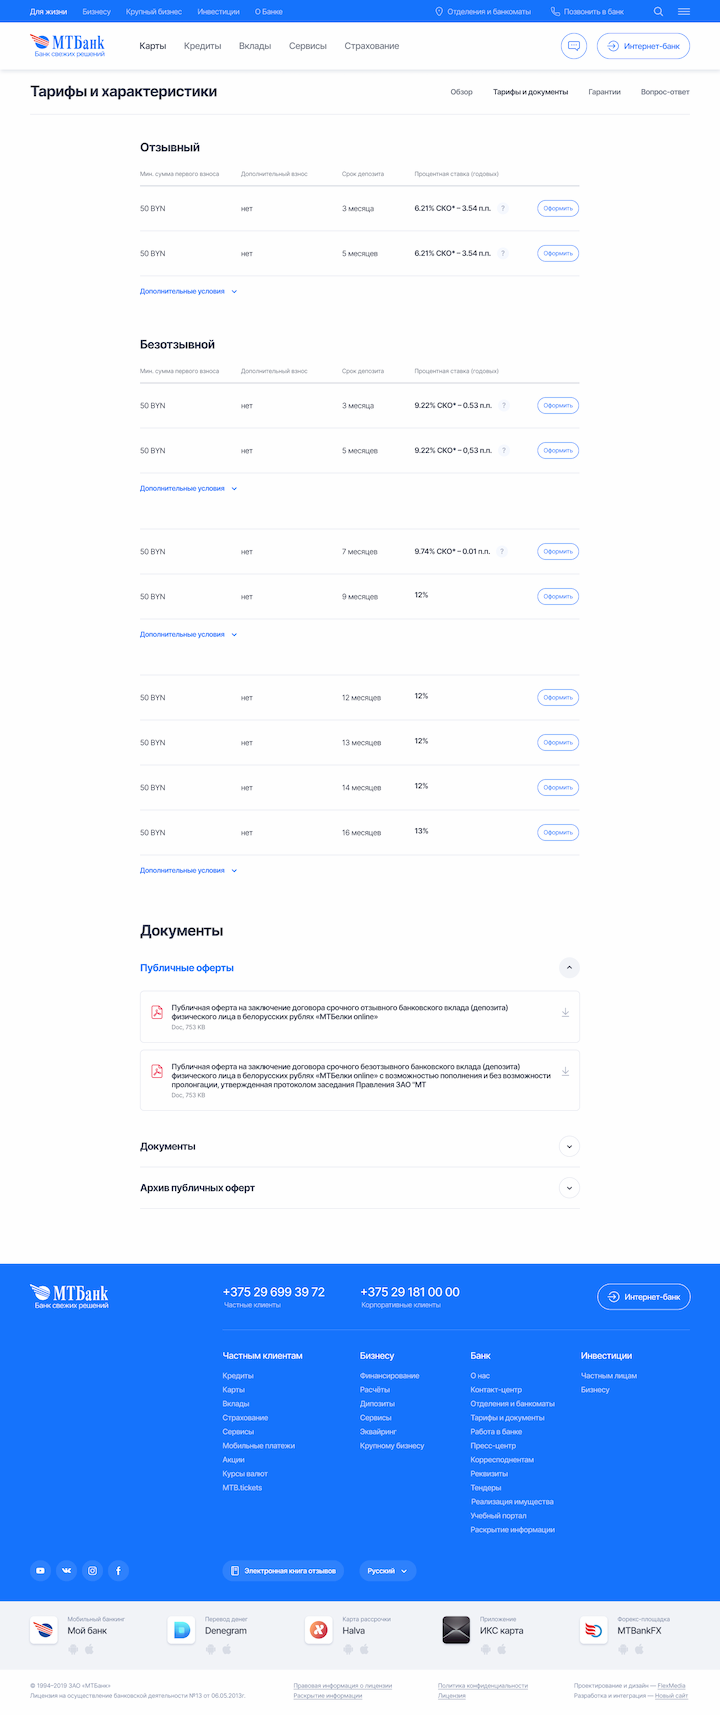 Для жизни Бизнесу Крупный бизнес Инвестиции О Банке Отделения и банкоматы Позвонить в банк
МТБанк
Банк свежих решений
Карты Кредиты Вклады Сервисы Страхование Интернет-банк
Тарифы и характеристики Обзор Тарифы и документы Гарантии Вопрос-ответ
Отзывный
Мин. сумма первого взноса Дополнительный взнос Срок депозита Процентная ставка (годовых)
50 BYN нет 3 месяца 6.21% СКО* – 3.54 п.п. ? Оформить
50 BYN нет 5 месяцев 6.21% СКО* – 3.54 п.п. ? Оформить
Дополнительные условия
Безотзывной
Мин. сумма первого взноса Дополнительный взнос Срок депозита Процентная ставка (годовых)
50 BYN нет 3 месяца 9.22% СКО* – 0.53 п.п. ? Оформить
50 BYN нет 5 месяцев 9.22% СКО* – 0,53 п.п. ? Оформить
Дополнительные условия
50 BYN нет 7 месяцев 9.74% СКО* – 0.01 п.п. ? Оформить
50 BYN нет 9 месяцев 12% Оформить
Дополнительные условия
50 BYN нет 12 месяцев 12% Оформить
50 BYN нет 13 месяцев 12% Оформить
50 BYN нет 14 месяцев 12% Оформить
50 BYN нет 16 месяцев 13% Оформить
Дополнительные условия
Документы
Публичные оферты
Публичная оферта на заключение договора срочного отзывного банковского вклада (депозита)
физического лица в белорусских рублях «МТБелки online»
Doc, 753 KB
Публичная оферта на заключение договора срочного безотзывного банковского вклада (депозита)
физического лица в белорусских рублях «МТБелки online» с возможностью пополнения и без возможности
пролонгации, утвержденная протоколом заседания Правления ЗАО "МТ
Doc, 753 KB
Документы
Архив публичных оферт
МТБанк
Банк свежих решений
+375 29 699 39 72 +375 29 181 00 00 Интернет-банк
Частные клиенты Корпоративные клиенты
Частным клиентам Бизнесу Банк Инвестиции
Кредиты Финансирование О нас Частным лицам
Карты Расчёты Контакт-центр Бизнесу
Вклады Дипозиты Отделения и банкоматы
Страхование Сервисы Тарифы и документы
Сервисы Эквайринг Работа в банке
Мобильные платежи Крупному бизнесу Пресс-центр
Акции Корреспондентам
Курсы валют Реквизиты
MTB.tickets Тендеры
Реализация имущества
Учебный портал
Раскрытие информации
Электронная книга отзывов Русский
Мобильный банкинг Перевод денег Карта рассрочки Приложение Форекс-площадка
Мой банк Denegram Halva ИКС карта MTBankFX
© 1994–2019 ЗАО «МТБанк» Правовая информация о лицензии Политика конфиденциальности Проектирование и дизайн — FlexMedia
Лицензия на осуществление банковской деятельности №13 от 06.05.2013г. Раскрытие информации Лицензия Разработка и интеграция — Новый сайт